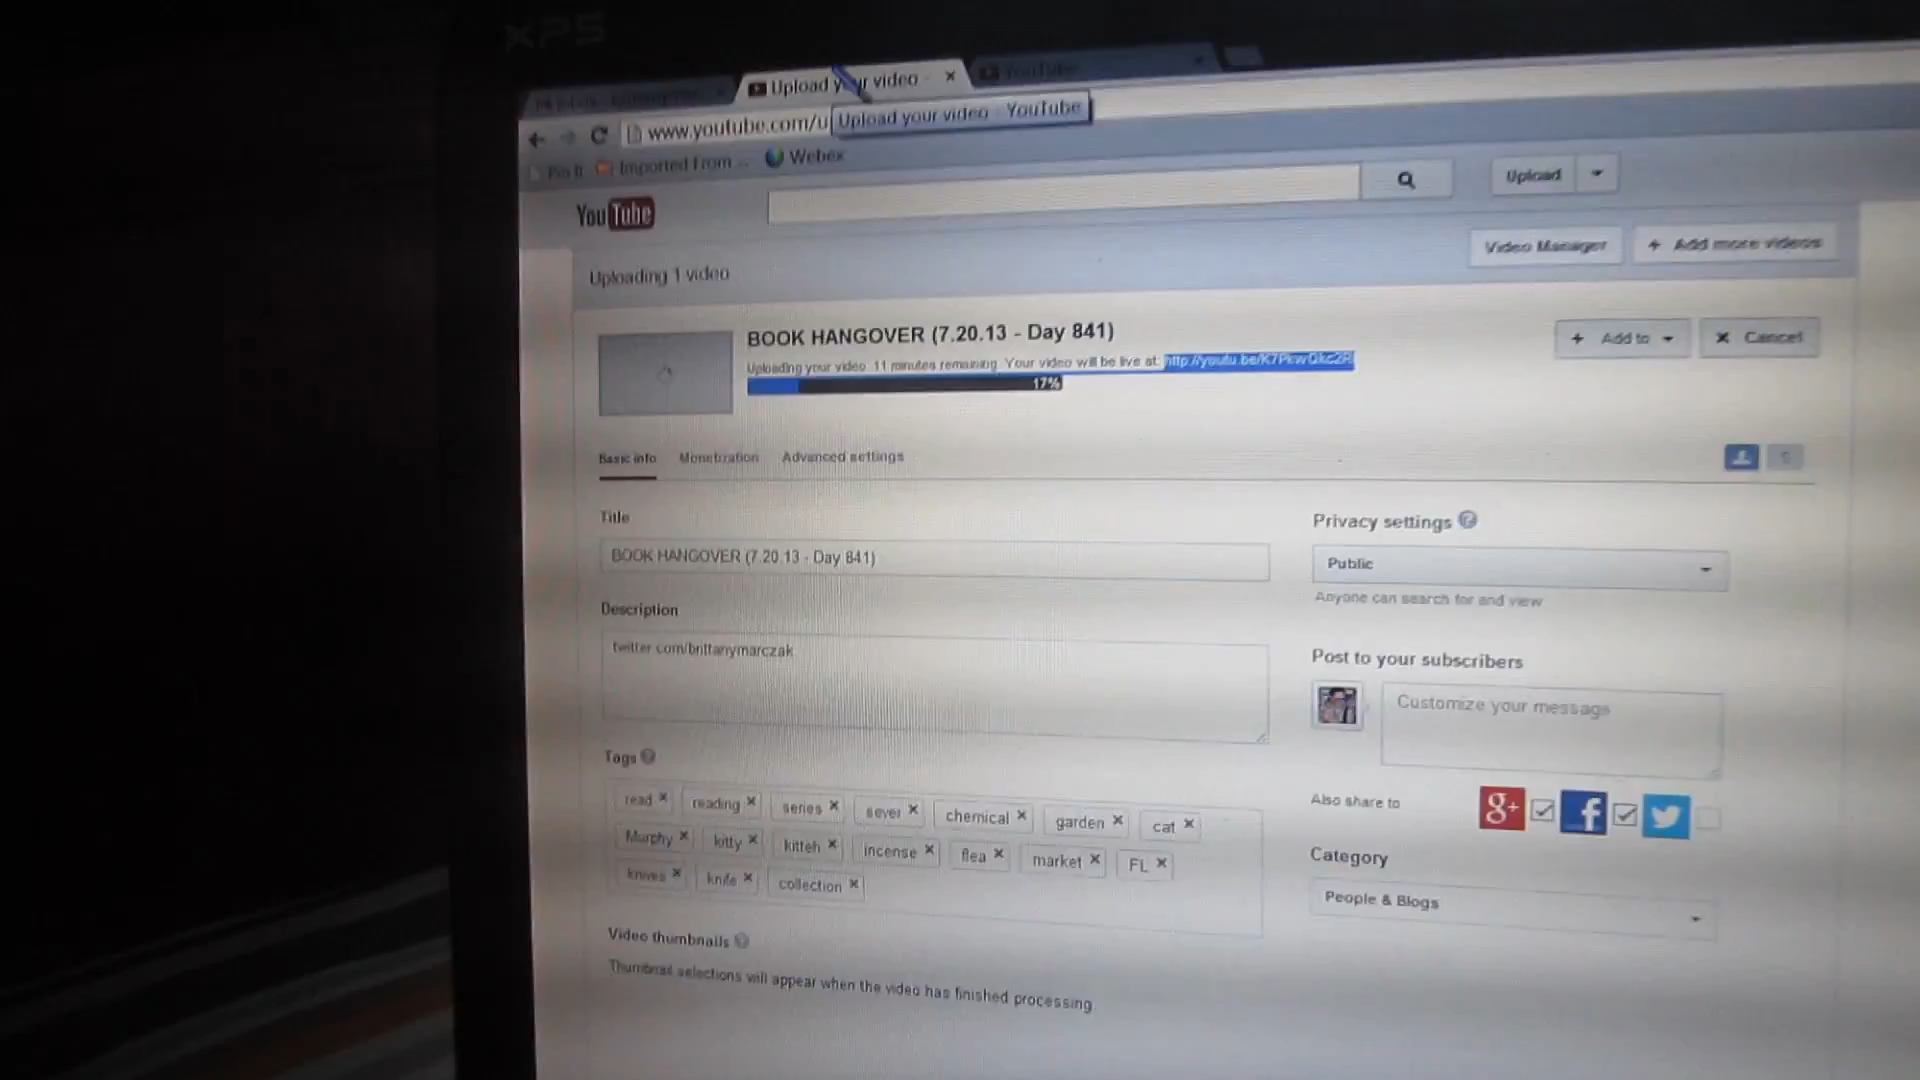 XPS
Upload your video
YouTube
www.youtube.com/u
Upload your video - YouTube
Pin It Imported From ... Webex
YouTube
Upload
Video Manager + Add more videos
Uploading 1 video
BOOK HANGOVER (7.20.13 - Day 841)
+ Add to
x Cancel
Uploading your video. 11 minutes remaining. Your video will be live at:
17%
Basic info Monetization Advanced settings
Title
BOOK HANGOVER (7.20.13 - Day 841)
Description
twitter.com/brittanymarczak
Tags
read x reading x series x sever x chemical x garden x cat x
Murphy x kitty x kitteh x incense x flea x market x FL x
knives x knife x collection x
Video thumbnails
Thumbnail selections will appear when the video has finished processing.
Privacy settings
Public
Anyone can search for and view
Post to your subscribers
Customize your message
Also share to
g+ f
Category
People & Blogs